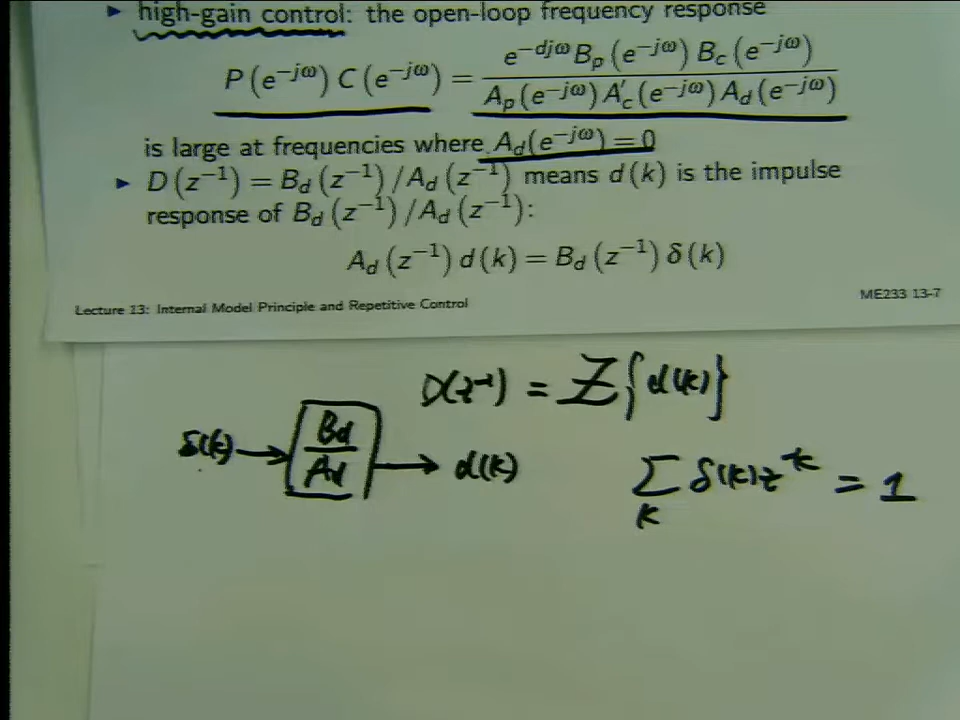 ▶ high-gain control: the open-loop frequency response
P(e^{-jω}) C(e^{-jω}) = \frac{e^{-djω} B_p(e^{-jω}) B_c(e^{-jω})}{A_p(e^{-jω}) A'_c(e^{-jω}) A_d(e^{-jω})}
is large at frequencies where A_d(e^{-jω}) = 0
▶ D(z^{-1}) = B_d(z^{-1})/A_d(z^{-1}) means d(k) is the impulse
response of B_d(z^{-1})/A_d(z^{-1}):
A_d(z^{-1}) d(k) = B_d(z^{-1}) δ(k)
Lecture 13: Internal Model Principle and Repetitive Control
ME233 13-7
D(z^{-1}) = Z{d(k)}
δ(k) → \frac{B_d}{A_d} → d(k)
\sum_k δ(k) z^{-k} = 1